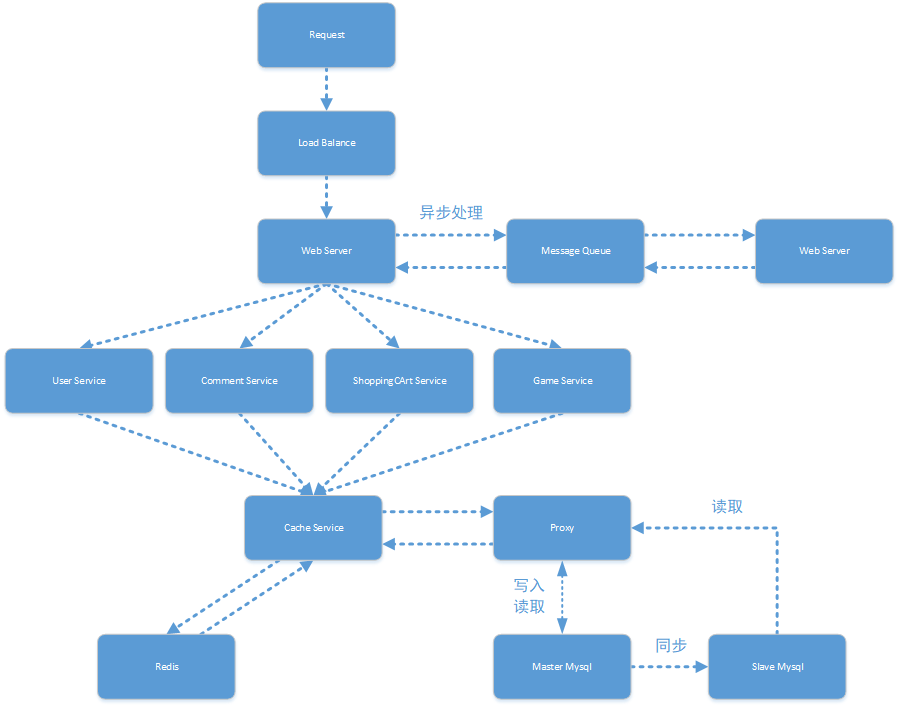 Request
Load Balance
异步处理
Web Server
Message Queue
Web Server
User Service
Comment Service
ShoppingCArt Service
Game Service
Cache Service
Proxy
读取
写入
读取
Redis
Master Mysql
同步
Slave Mysql